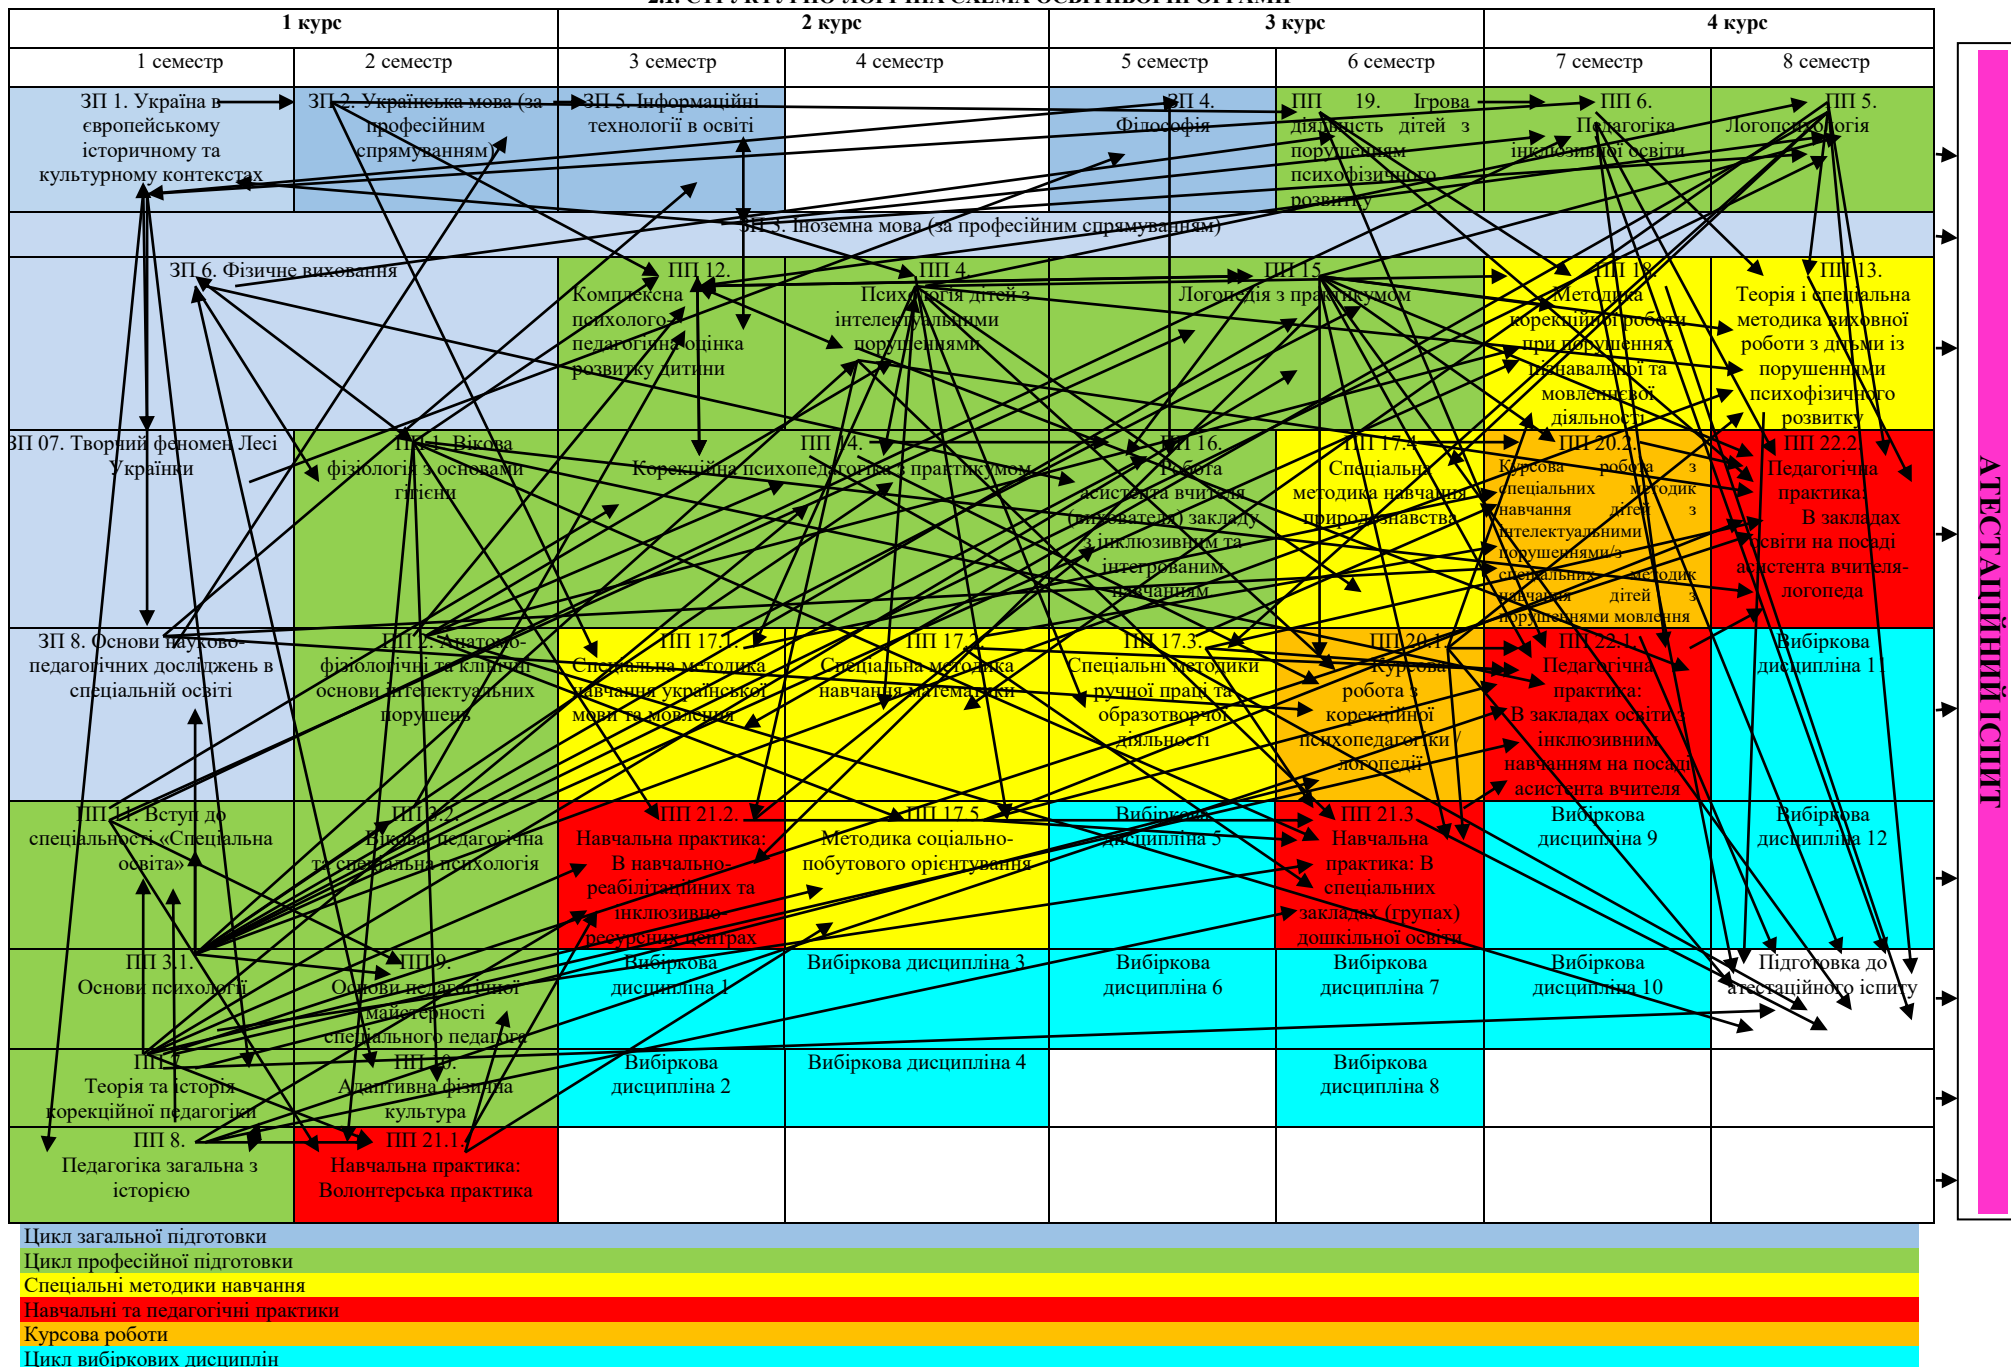 2.1. СТРУКТУРНО-ЛОГІЧНА СХЕМА ОСВІТНЬОЇ ПРОГРАМИ
1 курс 2 курс 3 курс 4 курс
1 семестр 2 семестр 3 семестр 4 семестр 5 семестр 6 семестр 7 семестр 8 семестр
ЗП 1. Україна в
європейському
історичному та
культурному контекстах
ЗП 2. Українська мова (за
професійним
спрямуванням)
ЗП 5. Інформаційні
технології в освіті
ЗП 4.
Філософія
ПП 19. Ігрова
діяльність дітей з
порушенням
психофізичного
розвитку
ПП 6.
Педагогіка
інклюзивної освіти
ПП 5.
Логопсихологія
ЗП 3. Іноземна мова (за професійним спрямуванням)
ЗП 6. Фізичне виховання
ПП 12.
Комплексна
психолого-
педагогічна оцінка
розвитку дитини
ПП 4.
Психологія дітей з
інтелектуальними
порушеннями
ПП 15.
Логопедія з практикумом
ПП 18.
Методика
корекційної роботи
при порушеннях
пізнавальної та
мовленнєвої
діяльності
ПП 13.
Теорія і спеціальна
методика виховної
роботи з дітьми із
порушеннями
психофізичного
розвитку
ЗП 07. Творчий феномен Лесі
Українки
ПП 1. Вікова
фізіологія з основами
гігієни
ПП 14.
Корекційна психопедагогіка з практикумом
ПП 16.
Робота
асистента вчителя
(вихователя) закладу
з інклюзивним та
інтегрованим
навчанням
ПП 17.4
Спеціальна
методика навчання
природознавства
ПП 20.2.
Курсова робота з
спеціальних методик
навчання дітей з
інтелектуальними
порушеннями/з
спеціальних методик
навчання дітей з
порушеннями мовлення
ПП 22.2
Педагогічна
практика:
В закладах
освіти на посаді
асистента вчителя-
логопеда
ЗП 8. Основи науково-
педагогічних досліджень в
спеціальній освіті
ПП 2. Анатомо-
фізіологічні та клінічні
основи інтелектуальних
порушень
ПП 17.1.
Спеціальна методика
навчання української
мови та мовлення
ПП 17.2.
Спеціальна методика
навчання математики
ПП 17.3.
Спеціальні методики
ручної праці та
образотворчої
діяльності
ПП 20.1.
Курсова
робота з
корекційної
психопедагогіки /
логопедії
ПП 22.1.
Педагогічна
практика:
В закладах освіти з
інклюзивним
навчанням на посаді
асистента вчителя
Вибіркова
дисципліна 11
ПП 11. Вступ до
спеціальності «Спеціальна
освіта»
ПП 3.2.
Вікова, педагогічна
та спеціальна психологія
ПП 21.2.
Навчальна практика:
В навчально-
реабілітаційних та
інклюзивно-
ресурсних центрах
ПП 17.5.
Методика соціально-
побутового орієнтування
Вибіркова
дисципліна 5
ПП 21.3.
Навчальна
практика: В
спеціальних
закладах (групах)
дошкільної освіти
Вибіркова
дисципліна 9
Вибіркова
дисципліна 12
ПП 3.1.
Основи психології
ПП 9.
Основи педагогічної
майстерності
спеціального педагога
Вибіркова
дисципліна 1
Вибіркова дисципліна 3
Вибіркова
дисципліна 6
Вибіркова
дисципліна 7
Вибіркова
дисципліна 10
Підготовка до
атестаційного іспиту
ПП 7.
Теорія та історія
корекційної педагогіки
ПП 10.
Адаптивна фізична
культура
Вибіркова
дисципліна 2
Вибіркова дисципліна 4
Вибіркова
дисципліна 8
ПП 8.
Педагогіка загальна з
історією
ПП 21.1.
Навчальна практика:
Волонтерська практика
АТЕСТАЦІЙНИЙ ІСПИТ
Цикл загальної підготовки
Цикл професійної підготовки
Спеціальні методики навчання
Навчальні та педагогічні практики
Курсова роботи
Цикл вибіркових дисциплін